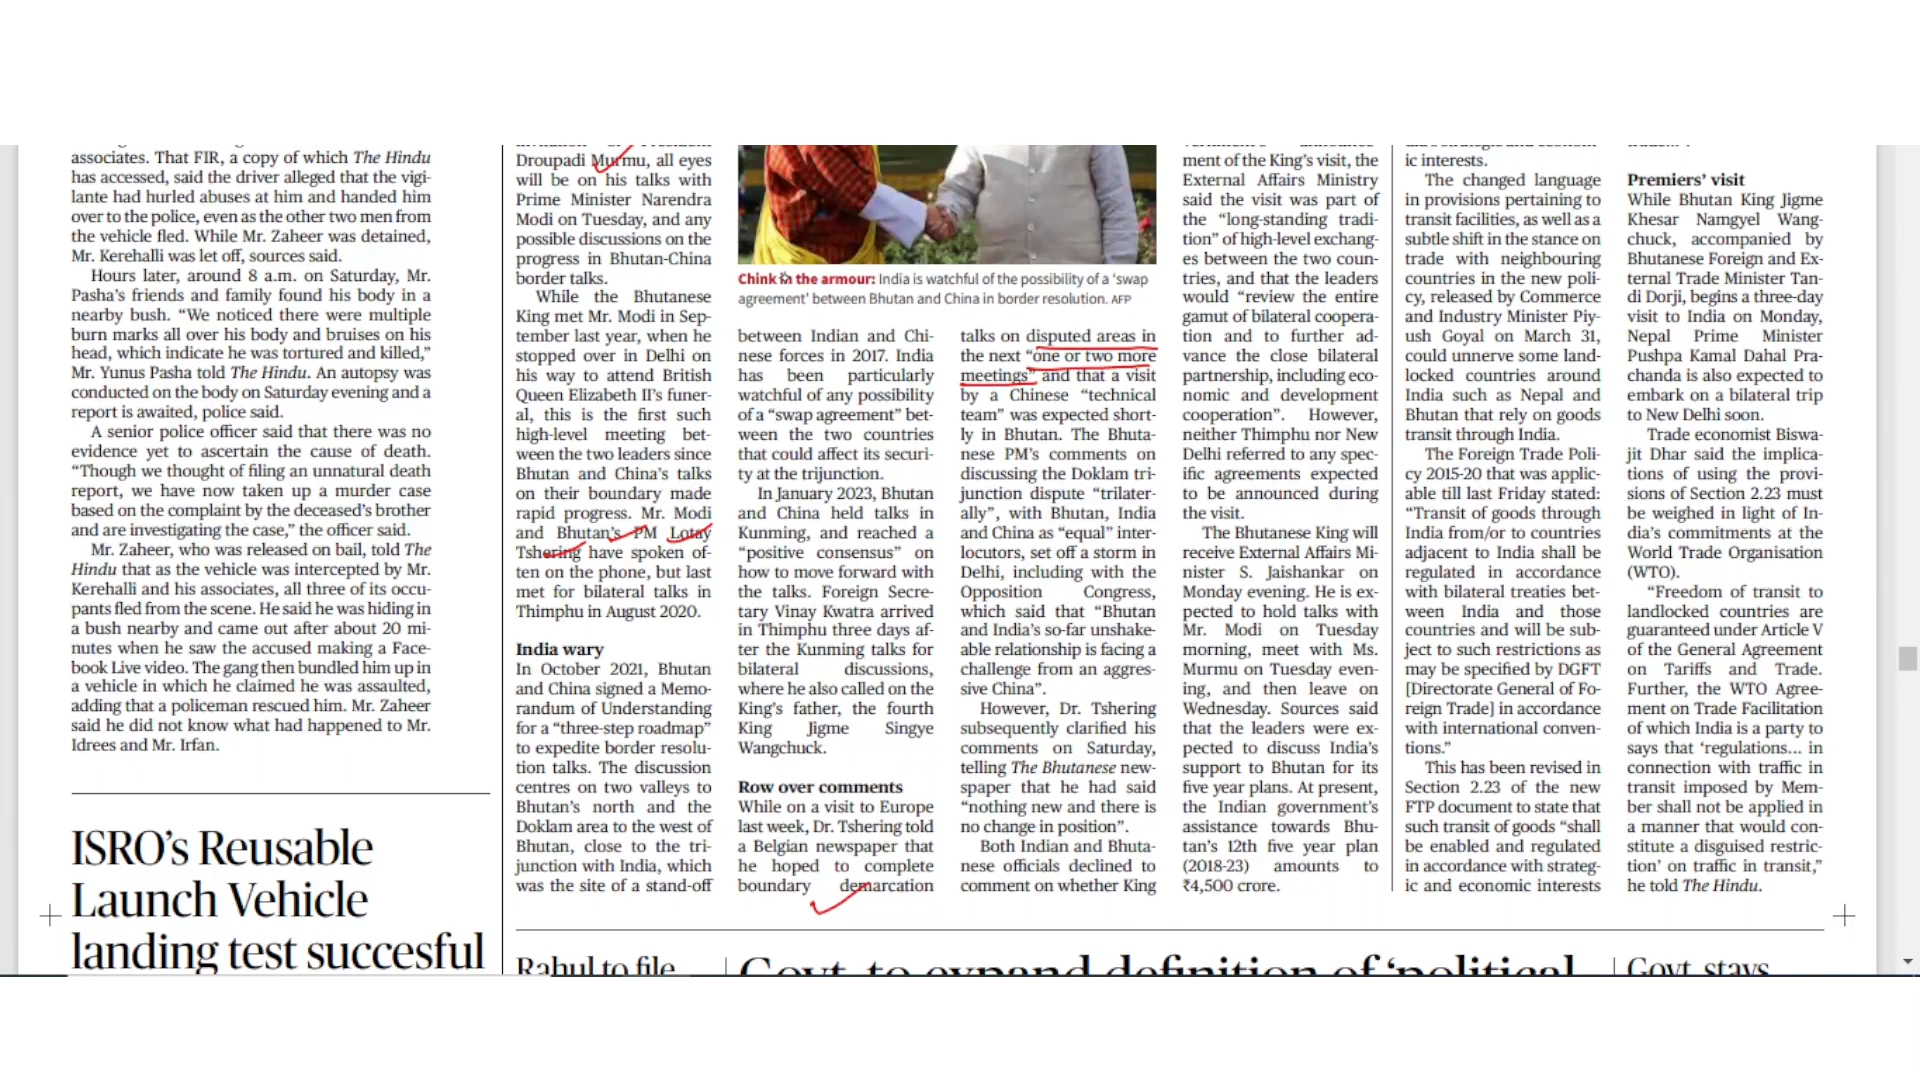 associates. That FIR, a copy of which The Hindu
has accessed, said the driver alleged that the vigi-
lante had hurled abuses at him and handed him
over to the police, even as the other two men from
the vehicle fled. While Mr. Zaheer was detained,
Mr. Kerehalli was let off, sources said.
Hours later, around 8 a.m. on Saturday, Mr.
Pasha's friends and family found his body in a
nearby bush. “We noticed there were multiple
burn marks all over his body and bruises on his
head, which indicate he was tortured and killed,”
Mr. Yunus Pasha told The Hindu. An autopsy was
conducted on the body on Saturday evening and a
report is awaited, police said.
A senior police officer said that there was no
evidence yet to ascertain the cause of death.
“Though we thought of filing an unnatural death
report, we have now taken up a murder case
based on the complaint by the deceased's brother
and are investigating the case,” the officer said.
Mr. Zaheer, who was released on bail, told The
Hindu that as the vehicle was intercepted by Mr.
Kerehalli and his associates, all three of its occu-
pants fled from the scene. He said he was hiding in
a bush nearby and came out after about 20 mi-
nutes when he saw the accused making a Face-
book Live video. The gang then bundled him up in
a vehicle in which he claimed he was assaulted,
adding that a policeman rescued him. Mr. Zaheer
said he did not know what had happened to Mr.
Idrees and Mr. Irfan.
ISRO's Reusable
Launch Vehicle
landing test succesful
Droupadi Murmu, all eyes
will be on his talks with
Prime Minister Narendra
Modi on Tuesday, and any
possible discussions on the
progress in Bhutan-China
border talks.
While the Bhutanese
King met Mr. Modi in Sep-
tember last year, when he
stopped over in Delhi on
his way to attend British
Queen Elizabeth II's funer-
al, this is the first such
high-level meeting bet-
ween the two leaders since
Bhutan and China's talks
on their boundary made
rapid progress. Mr. Modi
and Bhutan's PM Lotay
Tshering have spoken of-
ten on the phone, but last
met for bilateral talks in
Thimphu in August 2020.
India wary
In October 2021, Bhutan
and China signed a Memo-
randum of Understanding
for a “three-step roadmap”
to expedite border resolu-
tion talks. The discussion
centres on two valleys to
Bhutan's north and the
Doklam area to the west of
Bhutan, close to the tri-
junction with India, which
was the site of a stand-off
Chink in the armour: India is watchful of the possibility of a ‘swap
agreement' between Bhutan and China in border resolution. AFP
between Indian and Chi-
nese forces in 2017. India
has been particularly
watchful of any possibility
of a “swap agreement” bet-
ween the two countries
that could affect its securi-
ty at the trijunction.
In January 2023, Bhutan
and China held talks in
Kunming, and reached a
“positive consensus” on
how to move forward with
the talks. Foreign Secre-
tary Vinay Kwatra arrived
in Thimphu three days af-
ter the Kunming talks for
bilateral discussions,
where he also called on the
King's father, the fourth
King Jigme Singye
Wangchuck.
Row over comments
While on a visit to Europe
last week, Dr. Tshering told
a Belgian newspaper that
he hoped to complete
boundary demarcation
talks on disputed areas in
the next “one or two more
meetings” and that a visit
by a Chinese “technical
team” was expected short-
ly in Bhutan. The Bhuta-
nese PM's comments on
discussing the Doklam tri-
junction dispute “trilater-
ally”, with Bhutan, India
and China as “equal” inter-
locutors, set off a storm in
Delhi, including with the
Opposition Congress,
which said that “Bhutan
and India's so-far unshake-
able relationship is facing a
challenge from an aggres-
sive China”.
However, Dr. Tshering
subsequently clarified his
comments on Saturday,
telling The Bhutanese new-
spaper that he had said
“nothing new and there is
no change in position”.
Both Indian and Bhuta-
nese officials declined to
comment on whether King
ment of the King's visit, the
External Affairs Ministry
said the visit was part of
the “long-standing tradi-
tion” of high-level exchang-
es between the two coun-
tries, and that the leaders
would “review the entire
gamut of bilateral coopera-
tion and to further ad-
vance the close bilateral
partnership, including eco-
nomic and development
cooperation”. However,
neither Thimphu nor New
Delhi referred to any spec-
ific agreements expected
to be announced during
the visit.
The Bhutanese King will
receive External Affairs Mi-
nister S. Jaishankar on
Monday evening. He is ex-
pected to hold talks with
Mr. Modi on Tuesday
morning, meet with Ms.
Murmu on Tuesday even-
ing, and then leave on
Wednesday. Sources said
that the leaders were ex-
pected to discuss India's
support to Bhutan for its
five year plans. At present,
the Indian government's
assistance towards Bhu-
tan's 12th five year plan
(2018-23) amounts to
₹4,500 crore.
ic interests.
The changed language
in provisions pertaining to
transit facilities, as well as a
subtle shift in the stance on
trade with neighbouring
countries in the new poli-
cy, released by Commerce
and Industry Minister Piy-
ush Goyal on March 31,
could unnerve some land-
locked countries around
India such as Nepal and
Bhutan that rely on goods
transit through India.
The Foreign Trade Poli-
cy 2015-20 that was applic-
able till last Friday stated:
“Transit of goods through
India from/or to countries
adjacent to India shall be
regulated in accordance
with bilateral treaties bet-
ween India and those
countries and will be sub-
ject to such restrictions as
may be specified by DGFT
[Directorate General of Fo-
reign Trade] in accordance
with international conven-
tions.”
This has been revised in
Section 2.23 of the new
FTP document to state that
such transit of goods “shall
be enabled and regulated
in accordance with strateg-
ic and economic interests
Premiers' visit
While Bhutan King Jigme
Khesar Namgyel Wang-
chuck, accompanied by
Bhutanese Foreign and Ex-
ternal Trade Minister Tan-
di Dorji, begins a three-day
visit to India on Monday,
Nepal Prime Minister
Pushpa Kamal Dahal Pra-
chanda is also expected to
embark on a bilateral trip
to New Delhi soon.
Trade economist Biswa-
jit Dhar said the implica-
tions of using the provi-
sions of Section 2.23 must
be weighed in light of In-
dia's commitments at the
World Trade Organisation
(WTO).
“Freedom of transit to
landlocked countries are
guaranteed under Article V
of the General Agreement
on Tariffs and Trade.
Further, the WTO Agree-
ment on Trade Facilitation
of which India is a party to
says that ‘regulations... in
connection with traffic in
transit imposed by Mem-
ber shall not be applied in
a manner that would con-
stitute a disguised restric-
tion' on traffic in transit,”
he told The Hindu.
Rahul to file
Govt. to expand definition of ‘political
Govt. stays